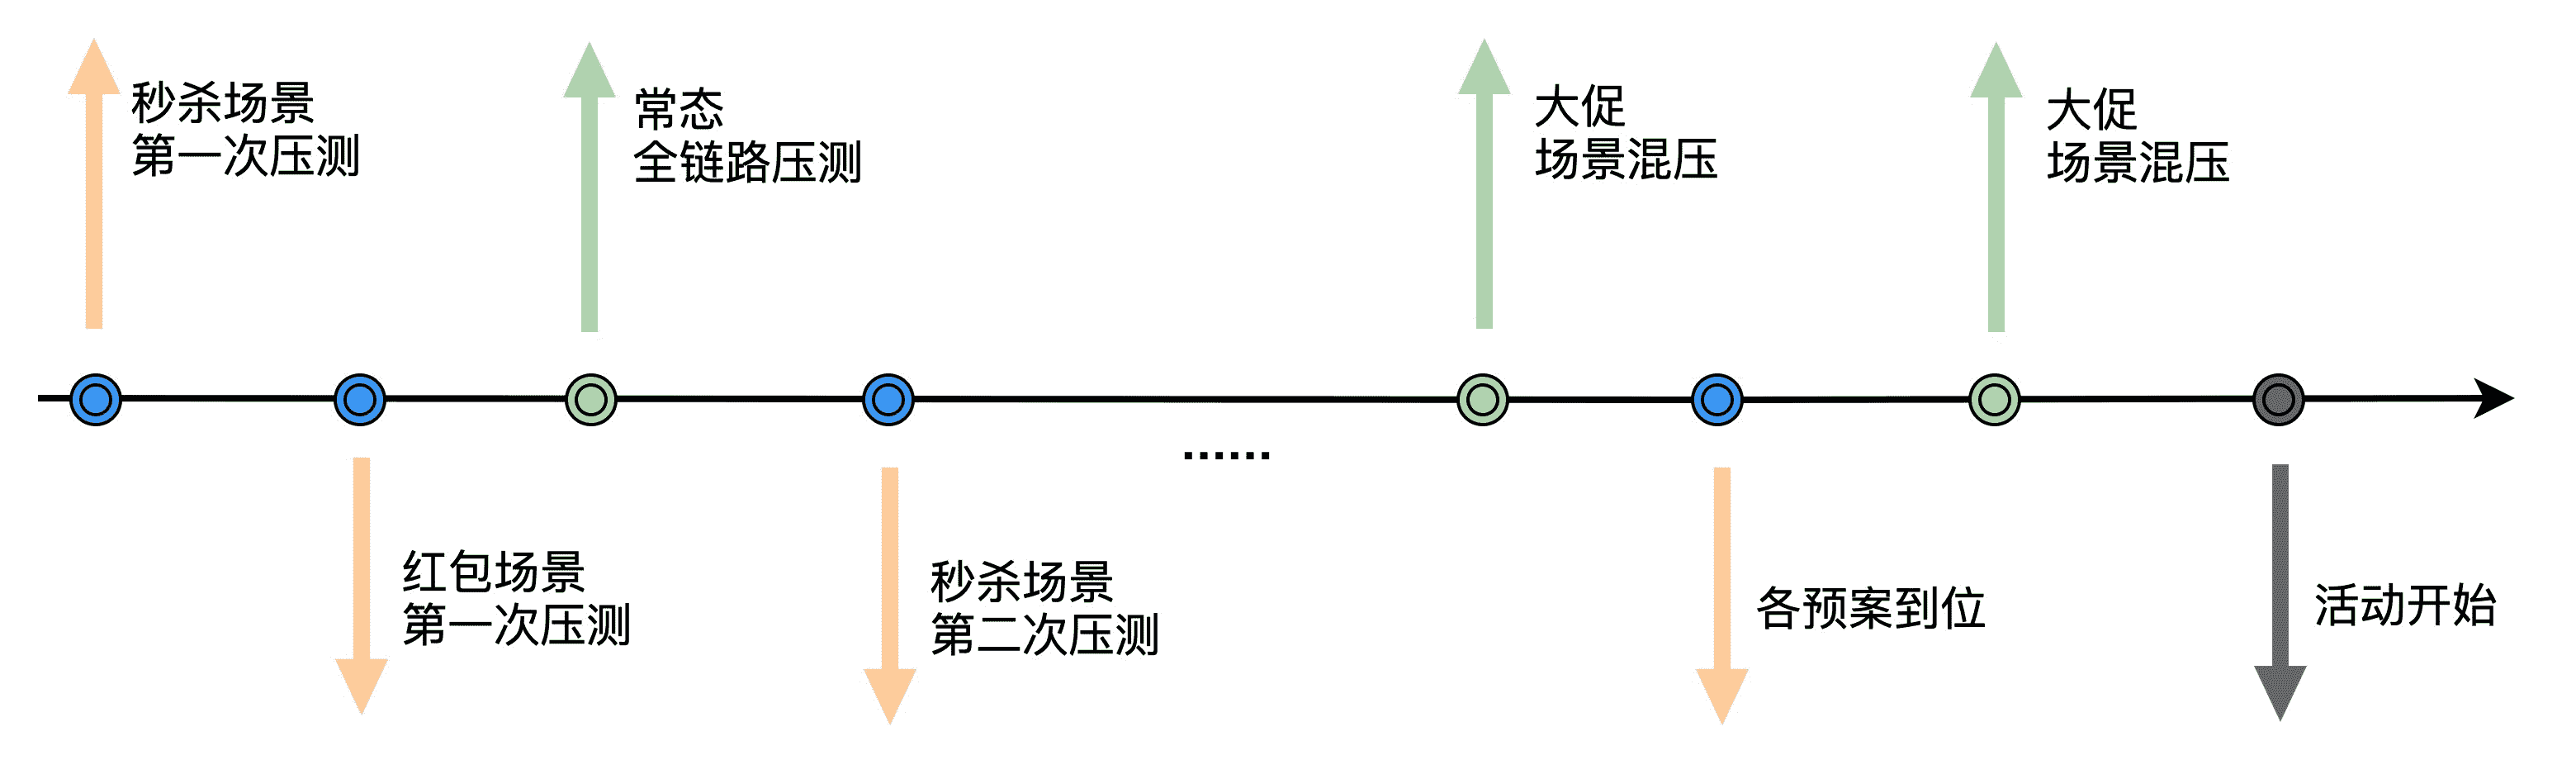 秒杀场景
第一次压测
常态
全链路压测
大促
场景混压
大促
场景混压
......
红包场景
第一次压测
秒杀场景
第二次压测
各预案到位
活动开始